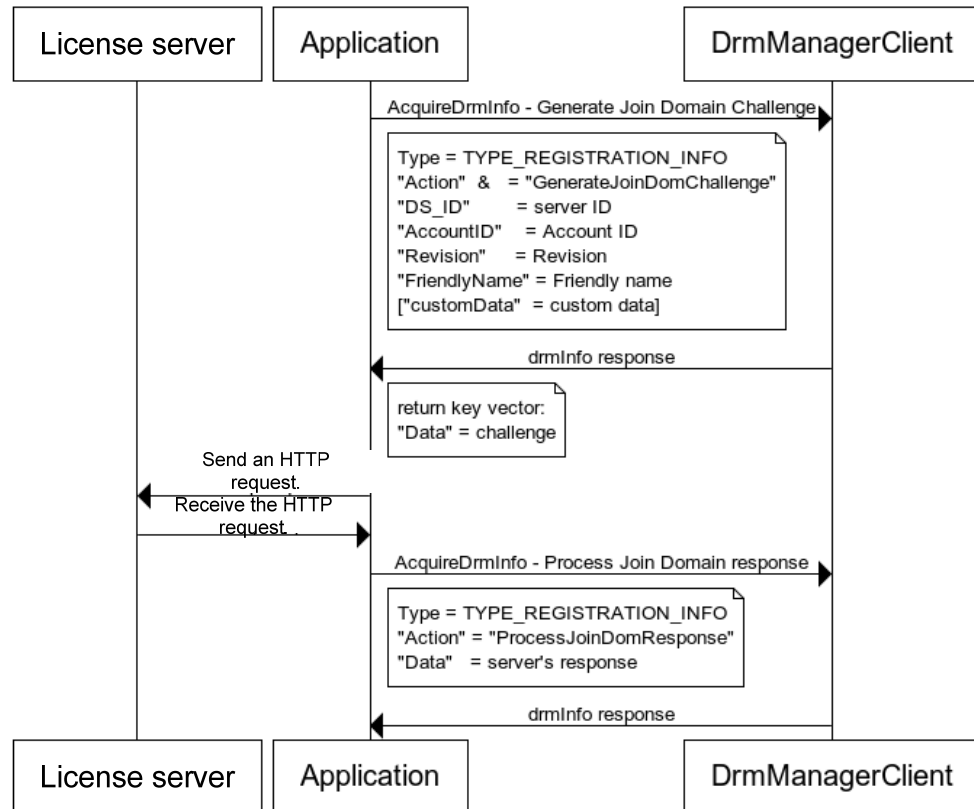 License server
Application
DrmManagerClient
AcquireDrmInfo - Generate Join Domain Challenge
Type = TYPE_REGISTRATION_INFO
"Action" & = "GenerateJoinDomChallenge"
"DS_ID" = server ID
"AccountID" = Account ID
"Revision" = Revision
"FriendlyName" = Friendly name
["customData" = custom data]
drmInfo response
return key vector:
"Data" = challenge
Send an HTTP
request.
Receive the HTTP
request. .
AcquireDrmInfo - Process Join Domain response
Type = TYPE_REGISTRATION_INFO
"Action" = "ProcessJoinDomResponse"
"Data" = server's response
drmInfo response
License server
Application
DrmManagerClient